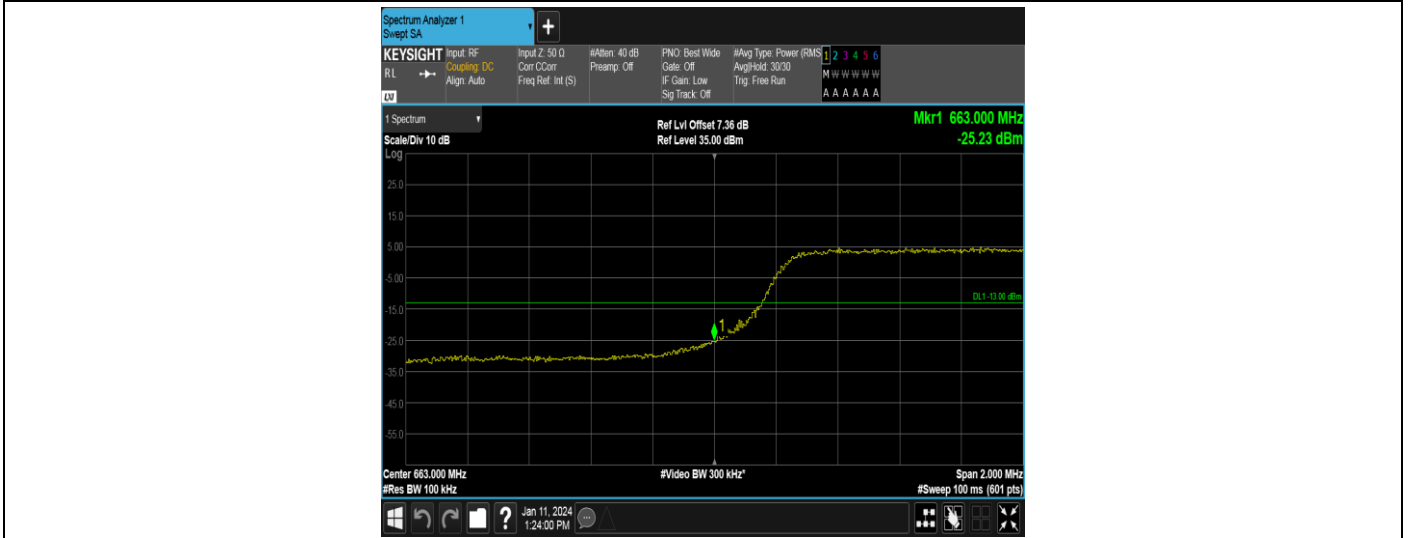 Spectrum Analyzer 1
Swept SA
+
KEYSIGHT
RL
LXI
Input: RF
Coupling: DC
Align: Auto
Input Z: 50 Ω
Corr CCorr
Freq Ref: Int (S)
#Atten: 40 dB
Preamp: Off
PNO: Best Wide
Gate: Off
IF Gain: Low
Sig Track: Off
#Avg Type: Power (RMS
Avg|Hold: 30/30
Trig: Free Run
1 2 3 4 5 6
M W W W W W
A A A A A A
1 Spectrum
Scale/Div 10 dB
Ref Lvl Offset 7.36 dB
Ref Level 35.00 dBm
Mkr1 663.000 MHz
-25.23 dBm
Log
25.0
15.0
5.00
-5.00
DL1 -13.00 dBm
-15.0
1
-25.0
-35.0
-45.0
-55.0
Center 663.000 MHz
#Res BW 100 kHz
#Video BW 300 kHz*
Span 2.000 MHz
#Sweep 100 ms (601 pts)
?
Jan 11, 2024
1:24:00 PM